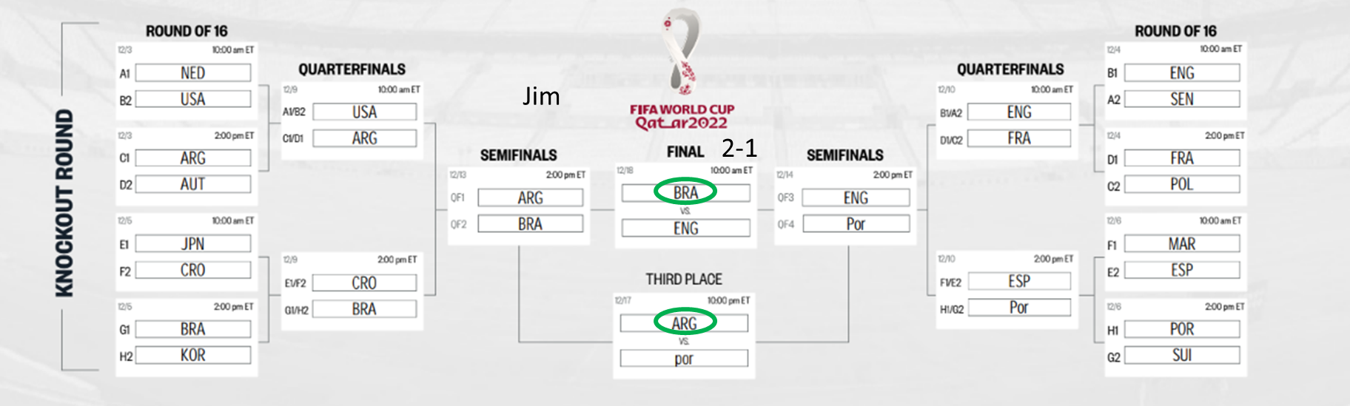 KNOCKOUT ROUND
ROUND OF 16
12/3 10:00 am ET
A1 NED
B2 USA
12/3 2:00 pm ET
C1 ARG
D2 AUT
12/5 10:00 am ET
E1 JPN
F2 CRO
12/5 2:00 pm ET
G1 BRA
H2 KOR
QUARTERFINALS
12/9 10:00 am ET
A1/B2 USA
C1/D1 ARG
12/9 2:00 pm ET
E1/F2 CRO
G1/H2 BRA
Jim
SEMIFINALS
12/13 2:00 pm ET
QF1 ARG
QF2 BRA
FIFA WORLD CUP
Qatar2022
FINAL 2-1
12/18 10:00 am ET
BRA
VS.
ENG
THIRD PLACE
12/17 10:00 pm ET
ARG
VS.
por
SEMIFINALS
12/14 2:00 pm ET
QF3 ENG
QF4 Por
QUARTERFINALS
12/10 10:00 am ET
B1/A2 ENG
D1/C2 FRA
12/10 2:00 pm ET
F1/E2 ESP
H1/G2 Por
ROUND OF 16
12/4 10:00 am ET
B1 ENG
A2 SEN
12/4 2:00 pm ET
D1 FRA
C2 POL
12/6 10:00 am ET
F1 MAR
E2 ESP
12/6 2:00 pm ET
H1 POR
G2 SUI